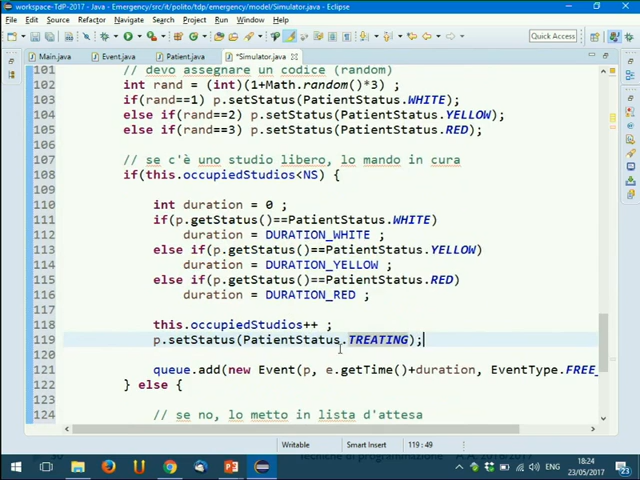 workspace-TdP-2017 - Java - Emergency/src/it/polito/tdp/emergency/model/Simulator.java - Eclipse
File Edit Source Refactor Navigate Search Project Run Window Help
Quick Access
Main.java Event.java Patient.java *Simulator.java
101 // devo assegnare un codice (random)
102 int rand = (int)(1+Math.random()*3) ;
103 if(rand==1) p.setStatus(PatientStatus.WHITE);
104 else if(rand==2) p.setStatus(PatientStatus.YELLOW);
105 else if(rand==3) p.setStatus(PatientStatus.RED);
106
107 // se c'è uno studio libero, lo mando in cura
108 if(this.occupiedStudios<NS) {
109
110 int duration = 0 ;
111 if(p.getStatus()==PatientStatus.WHITE)
112 duration = DURATION_WHITE ;
113 else if(p.getStatus()==PatientStatus.YELLOW)
114 duration = DURATION_YELLOW ;
115 else if(p.getStatus()==PatientStatus.RED)
116 duration = DURATION_RED ;
117
118 this.occupiedStudios++ ;
119 p.setStatus(PatientStatus.TREATING);
120
121 queue.add(new Event(p, e.getTime()+duration, EventType.FREE_
122 } else {
123
124 // se no, lo metto in lista d'attesa
Writable Smart Insert 119 : 49
ENG 18:24
23/05/2017